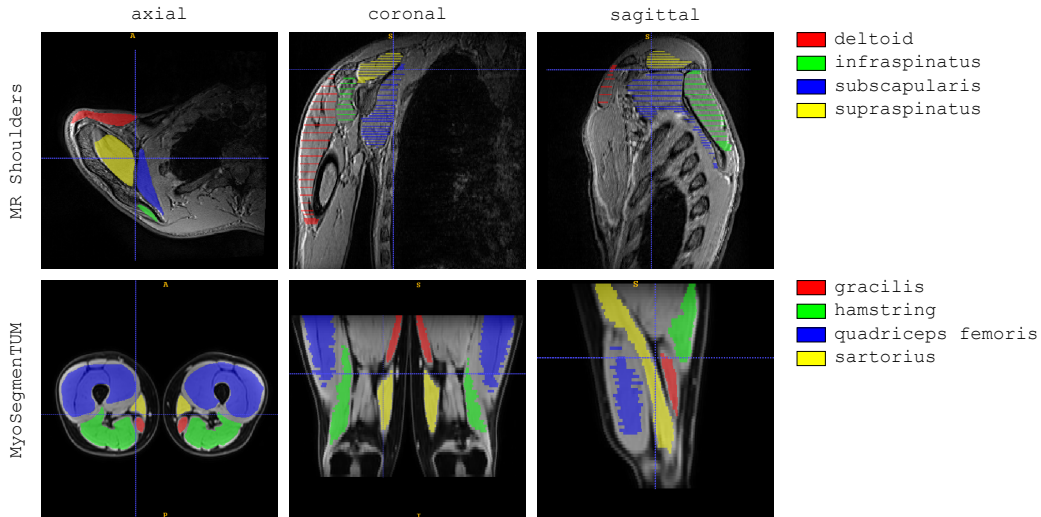 axial
coronal
sagittal
MR Shoulders
A
S
S
deltoid
infraspinatus
subscapularis
supraspinatus
MyoSegmenTUM
A
P
S
I
S
gracilis
hamstring
quadriceps femoris
sartorius